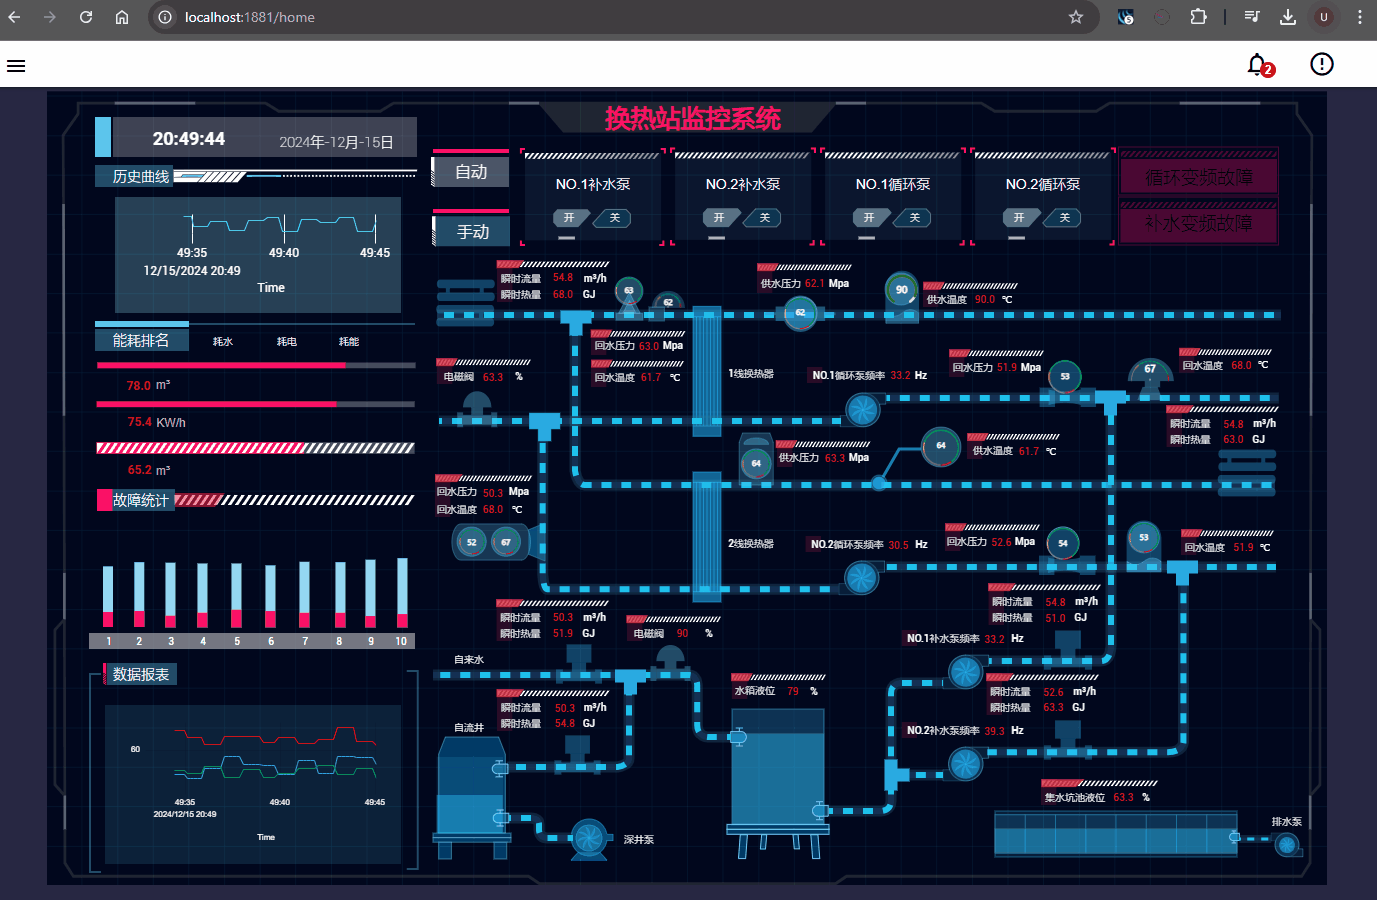 localhost:1881/home
2
换热站监控系统
20:49:44 2024年-12月-15日
历史曲线
49:35 49:40 49:45
12/15/2024 20:49
Time
能耗排名 耗水 耗电 耗能
78.0 m³
75.4 KW/h
65.2 m³
故障统计
1 2 3 4 5 6 7 8 9 10
数据报表
60
49:35 49:40 49:45
2024/12/15 20:49
Time
自动
手动
NO.1补水泵
开 关
NO.2补水泵
开 关
NO.1循环泵
开 关
NO.2循环泵
开 关
循环变频故障
补水变频故障
瞬时流量 54.8 m³/h
瞬时热量 68.0 GJ
63
62
供水压力 62.1 Mpa
62
90
供水温度 90.0 ℃
回水压力 63.0 Mpa
回水温度 61.7 ℃
电磁阀 63.3 %
1线换热器
NO.1循环泵频率 33.2 Hz
回水压力 51.9 Mpa
53
67
回水温度 68.0 ℃
瞬时流量 54.8 m³/h
瞬时热量 63.0 GJ
64
供水压力 63.3 Mpa
64
供水温度 61.7 ℃
回水压力 50.3 Mpa
回水温度 68.0 ℃
52 67
2线换热器
NO.2循环泵频率 30.5 Hz
回水压力 52.6 Mpa
54
53
回水温度 51.9 ℃
瞬时流量 50.3 m³/h
瞬时热量 51.9 GJ
电磁阀 90 %
瞬时流量 54.8 m³/h
瞬时热量 51.0 GJ
NO.1补水泵频率 33.2 Hz
自来水
水箱液位 79 %
瞬时流量 52.6 m³/h
瞬时热量 63.3 GJ
瞬时流量 50.3 m³/h
瞬时热量 54.8 GJ
自流井
NO.2补水泵频率 39.3 Hz
集水坑池液位 63.3 %
深井泵
排水泵
U